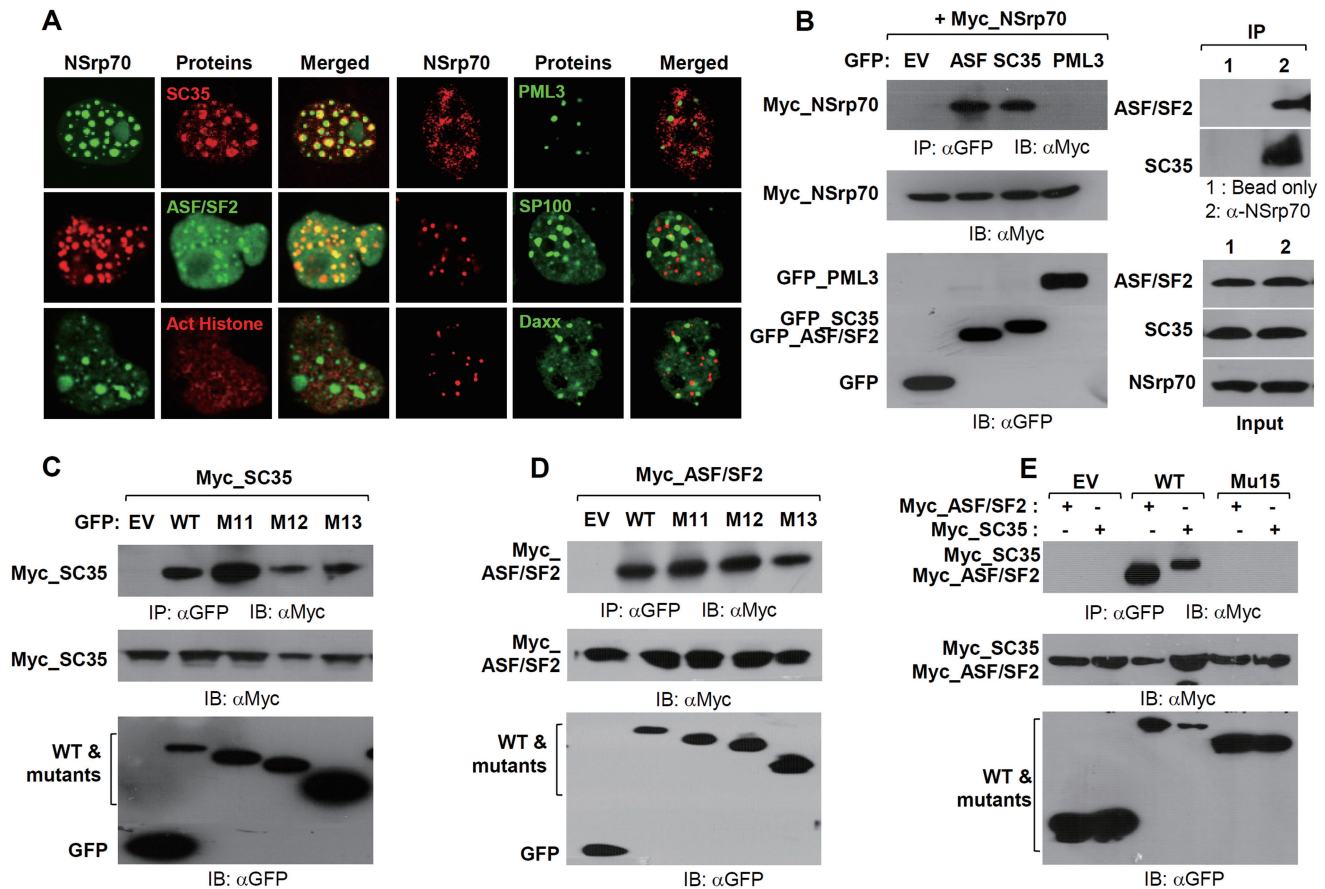 A
NSrp70 Proteins Merged NSrp70 Proteins Merged
SC35 PML3
ASF/SF2 SP100
Act Histone Daxx
B
+ Myc_NSrp70
GFP: EV ASF SC35 PML3
Myc_NSrp70
IP: αGFP IB: αMyc
Myc_NSrp70
IB: αMyc
GFP_PML3
GFP_SC35
GFP_ASF/SF2
GFP
IB: αGFP
IP
1 2
ASF/SF2
SC35
1 : Bead only
2: α-NSrp70
1 2
ASF/SF2
SC35
NSrp70
Input
C
Myc_SC35
GFP: EV WT M11 M12 M13
Myc_SC35
IP: αGFP IB: αMyc
Myc_SC35
IB: αMyc
WT &
mutants
GFP
IB: αGFP
D
Myc_ASF/SF2
GFP: EV WT M11 M12 M13
Myc_
ASF/SF2
IP: αGFP IB: αMyc
Myc_
ASF/SF2
IB: αMyc
WT &
mutants
GFP
IB: αGFP
E
EV WT Mu15
Myc_ASF/SF2 : + - + - + -
Myc_SC35 : - + - + - +
Myc_SC35
Myc_ASF/SF2
IP: αGFP IB: αMyc
Myc_SC35
Myc_ASF/SF2
IB: αMyc
WT &
mutants
IB: αGFP